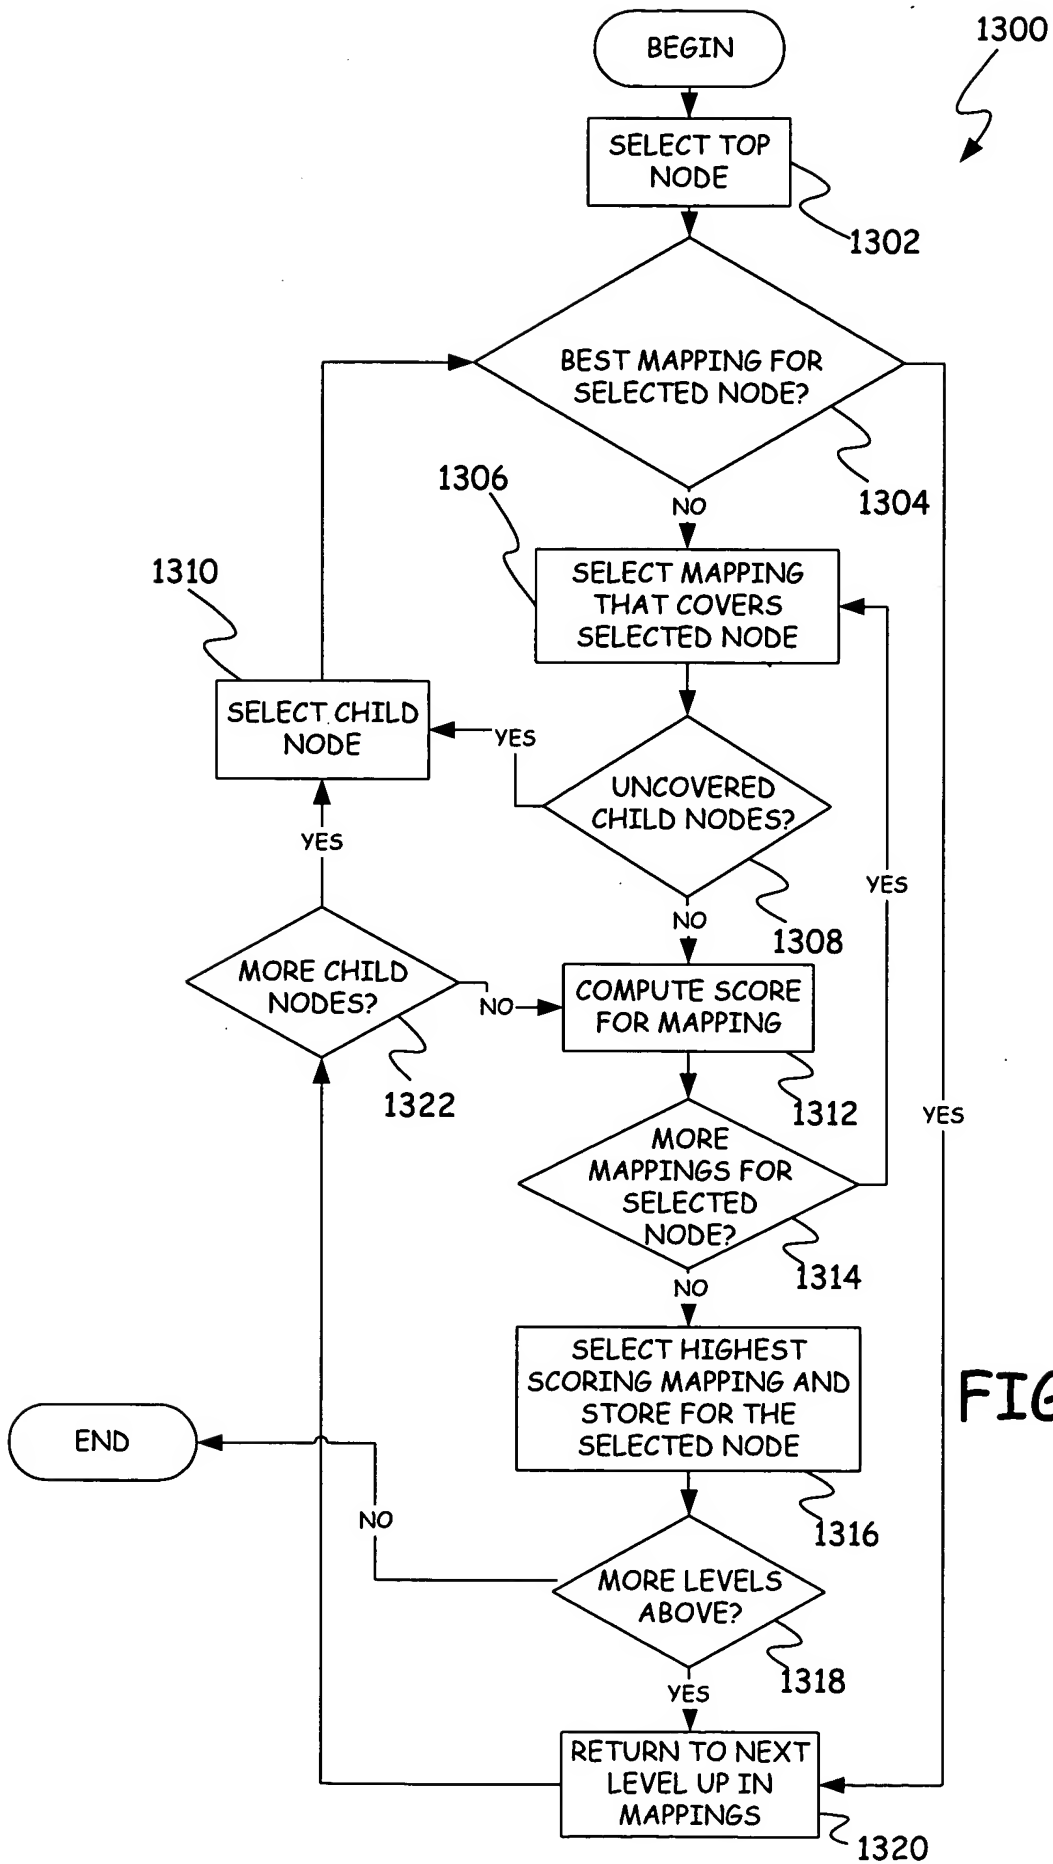 BEGIN
1300
SELECT TOP
NODE
1302
BEST MAPPING FOR
SELECTED NODE?
1304
NO
1306
SELECT MAPPING
THAT COVERS
SELECTED NODE
1310
SELECT CHILD
NODE
YES
UNCOVERED
CHILD NODES?
1308
YES
YES
NO
MORE CHILD
NODES?
1322
NO
COMPUTE SCORE
FOR MAPPING
1312
YES
MORE
MAPPINGS FOR
SELECTED
NODE?
1314
NO
SELECT HIGHEST
SCORING MAPPING AND
STORE FOR THE
SELECTED NODE
1316
FIG
END
NO
MORE LEVELS
ABOVE?
1318
YES
RETURN TO NEXT
LEVEL UP IN
MAPPINGS
1320